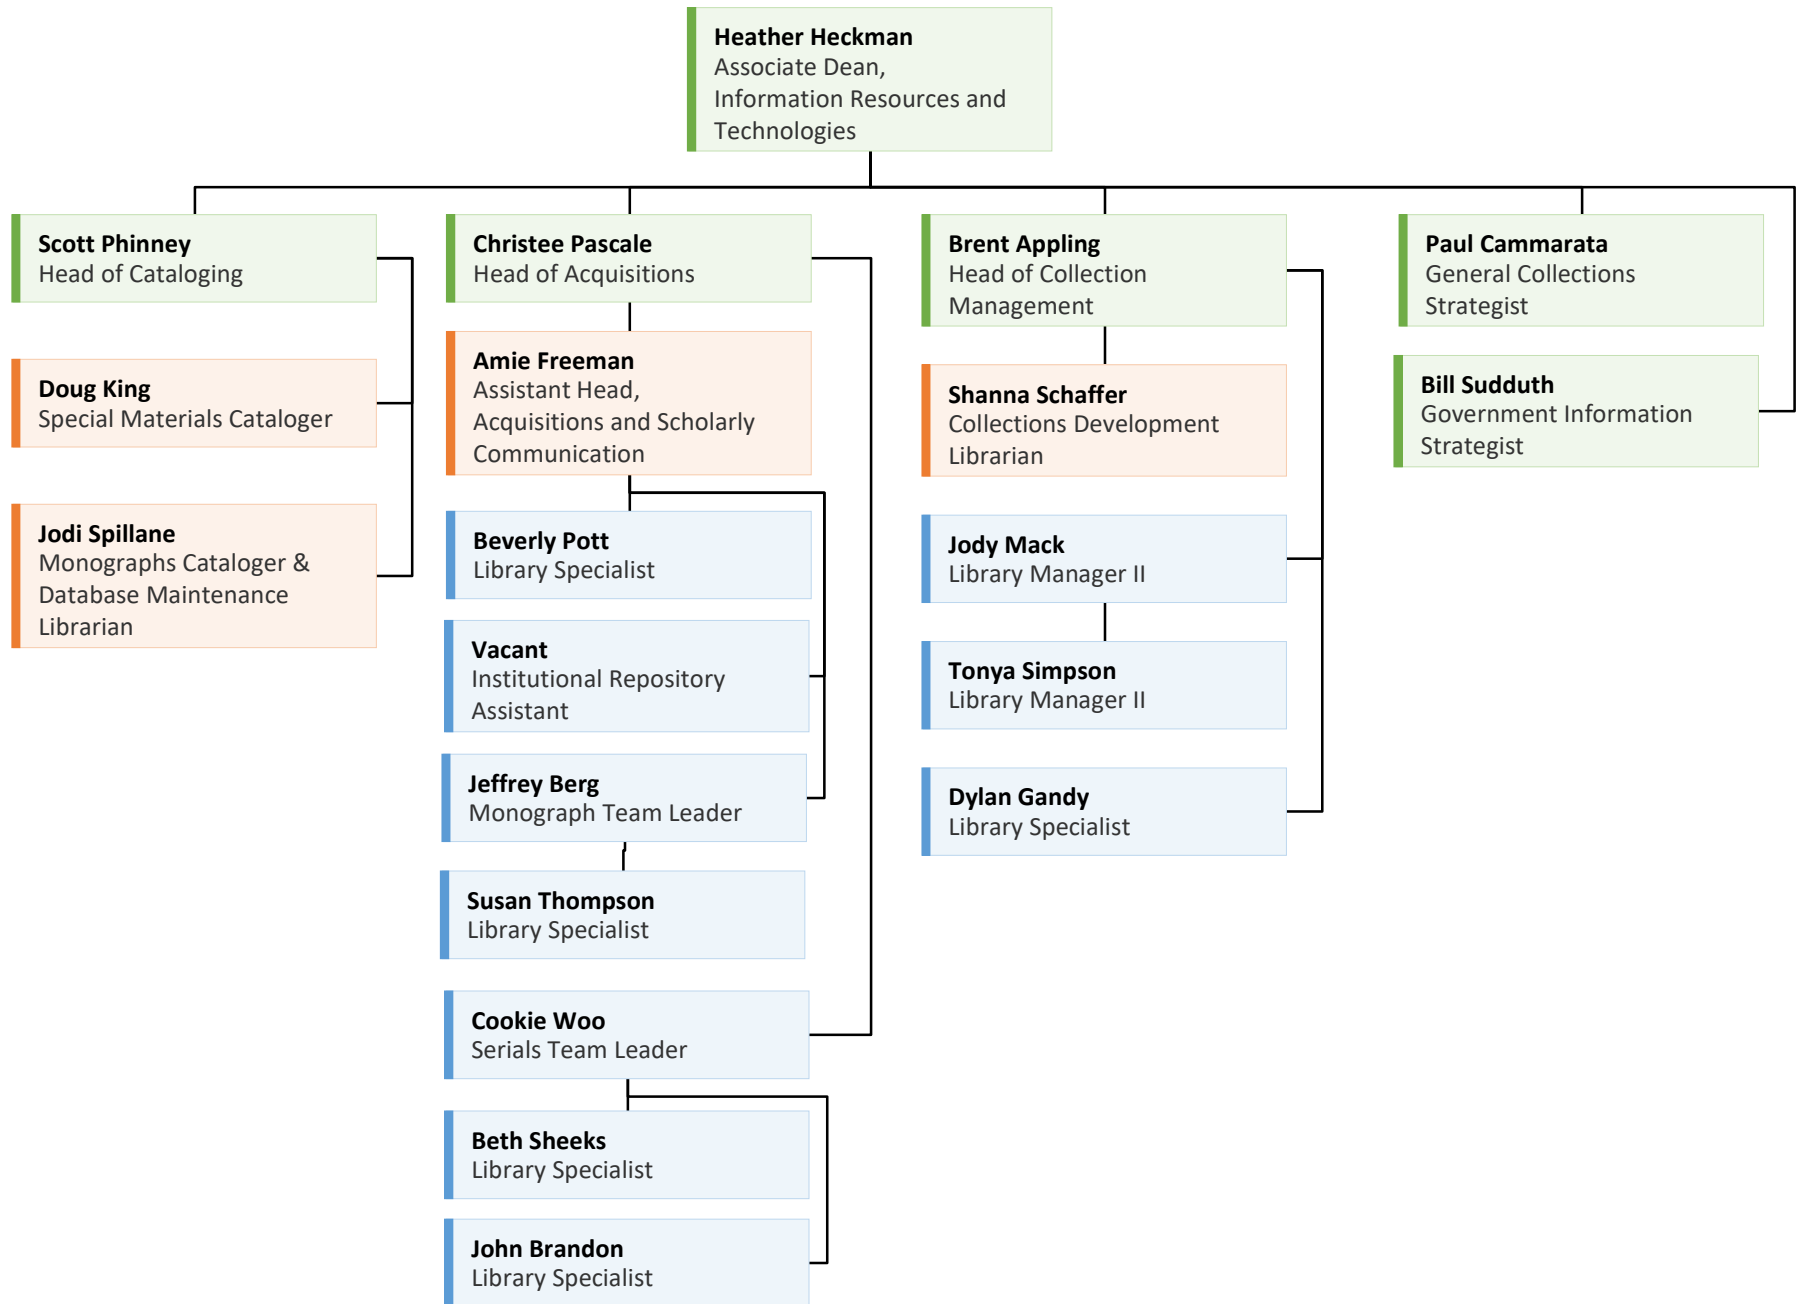 Heather Heckman
Associate Dean,
Information Resources and
Technologies
Scott Phinney
Head of Cataloging
Doug King
Special Materials Cataloger
Jodi Spillane
Monographs Cataloger &
Database Maintenance
Librarian
Christee Pascale
Head of Acquisitions
Amie Freeman
Assistant Head,
Acquisitions and Scholarly
Communication
Beverly Pott
Library Specialist
Vacant
Institutional Repository
Assistant
Jeffrey Berg
Monograph Team Leader
Susan Thompson
Library Specialist
Cookie Woo
Serials Team Leader
Beth Sheeks
Library Specialist
John Brandon
Library Specialist
Brent Appling
Head of Collection
Management
Shanna Schaffer
Collections Development
Librarian
Jody Mack
Library Manager II
Tonya Simpson
Library Manager II
Dylan Gandy
Library Specialist
Paul Cammarata
General Collections
Strategist
Bill Sudduth
Government Information
Strategist